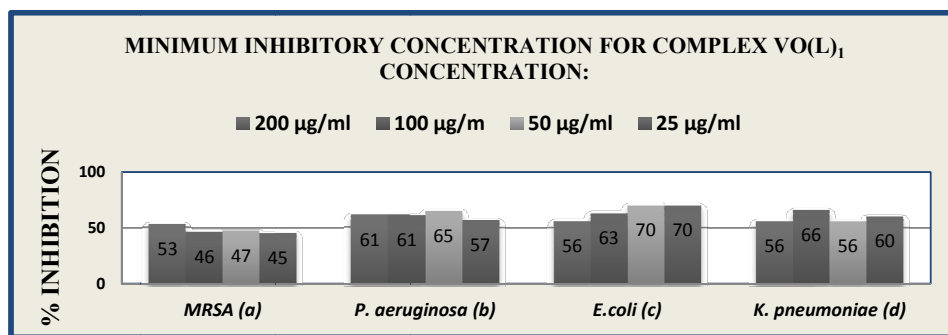 MINIMUM INHIBITORY CONCENTRATION FOR COMPLEX VO(L)₁
CONCENTRATION:
200 µg/ml 100 µg/m 50 µg/ml 25 µg/ml
% INHIBITION
100
50
0
53 46 47 45 61 61 65 57 56 63 70 70 56 66 56 60
MRSA (a) P. aeruginosa (b) E.coli (c) K. pneumoniae (d)